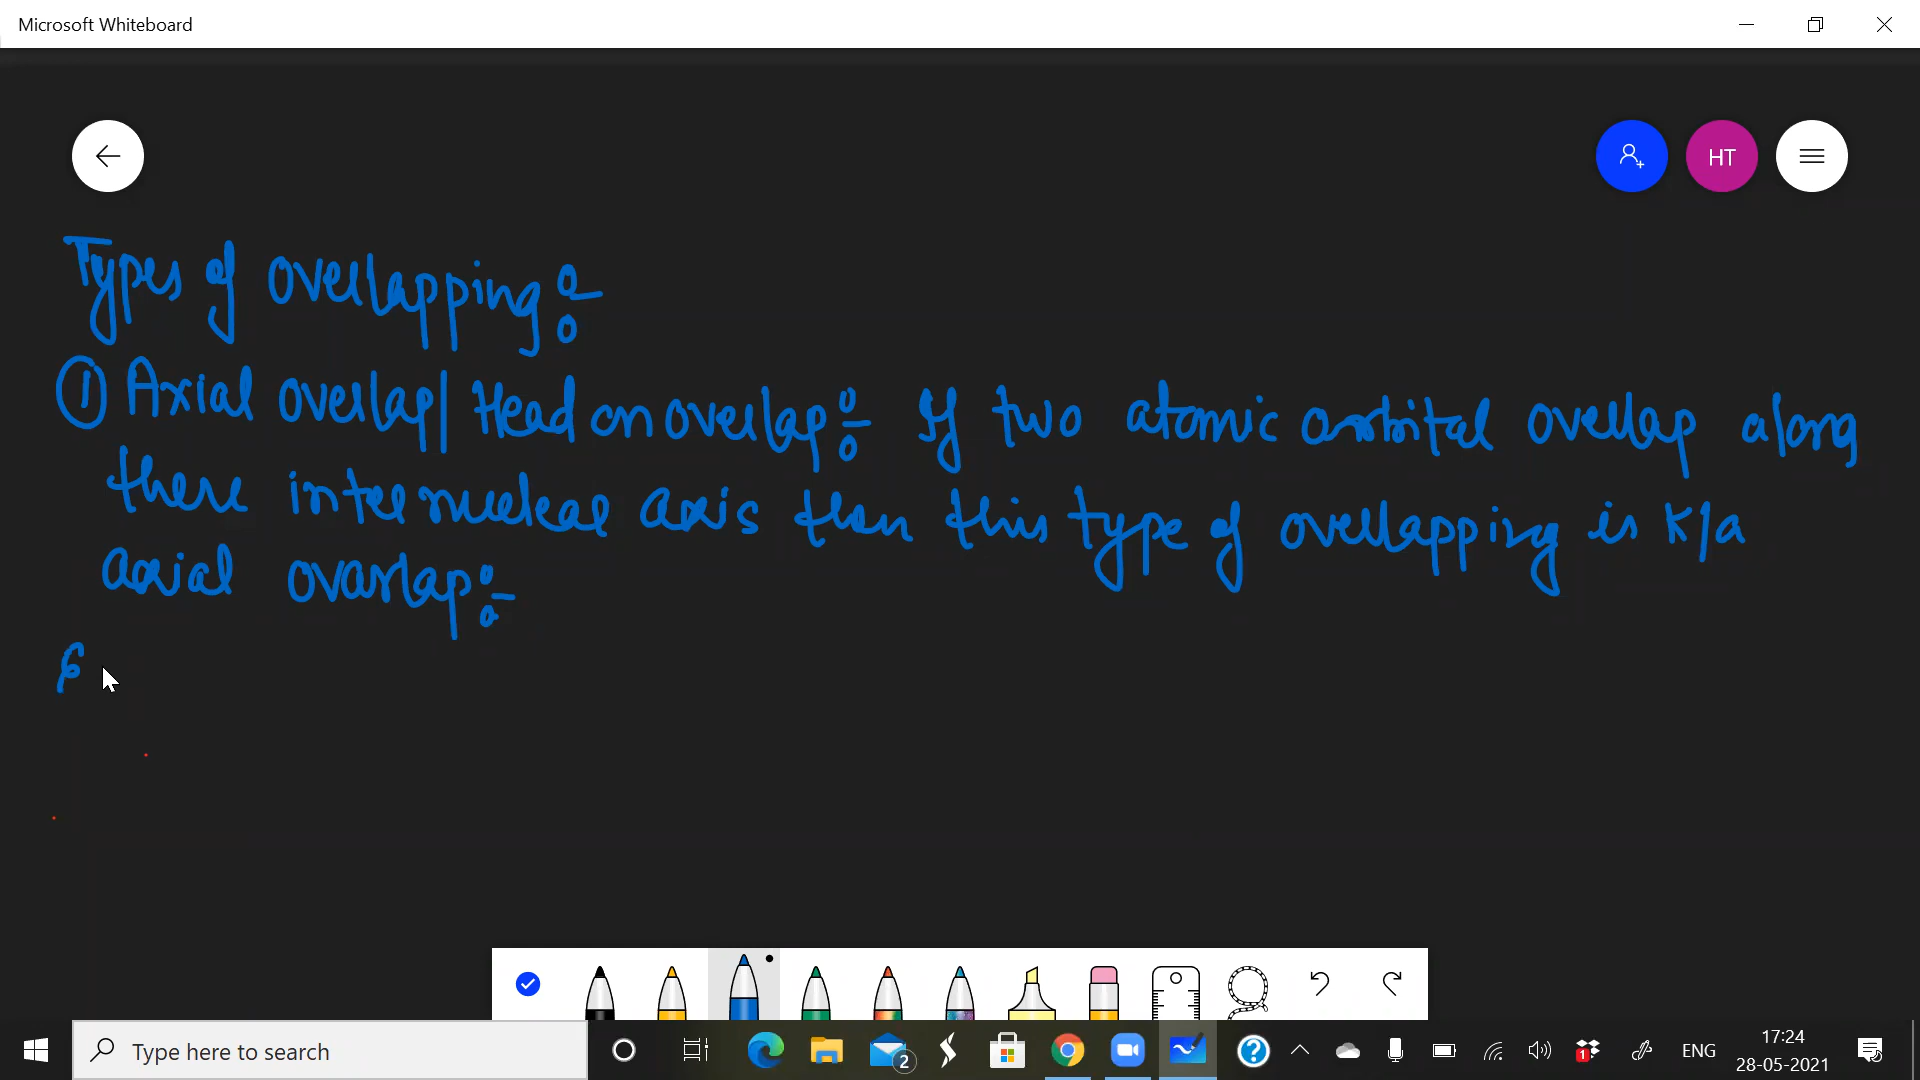 Microsoft Whiteboard
HT
Types of overlapping :-
① Axial overlap| Head on overlap :- If two atomic orbital overlap along
there internuclear axis then this type of overlapping is k/a
axial overlap :-
Type here to search
2
1
ENG
17:24
28-05-2021